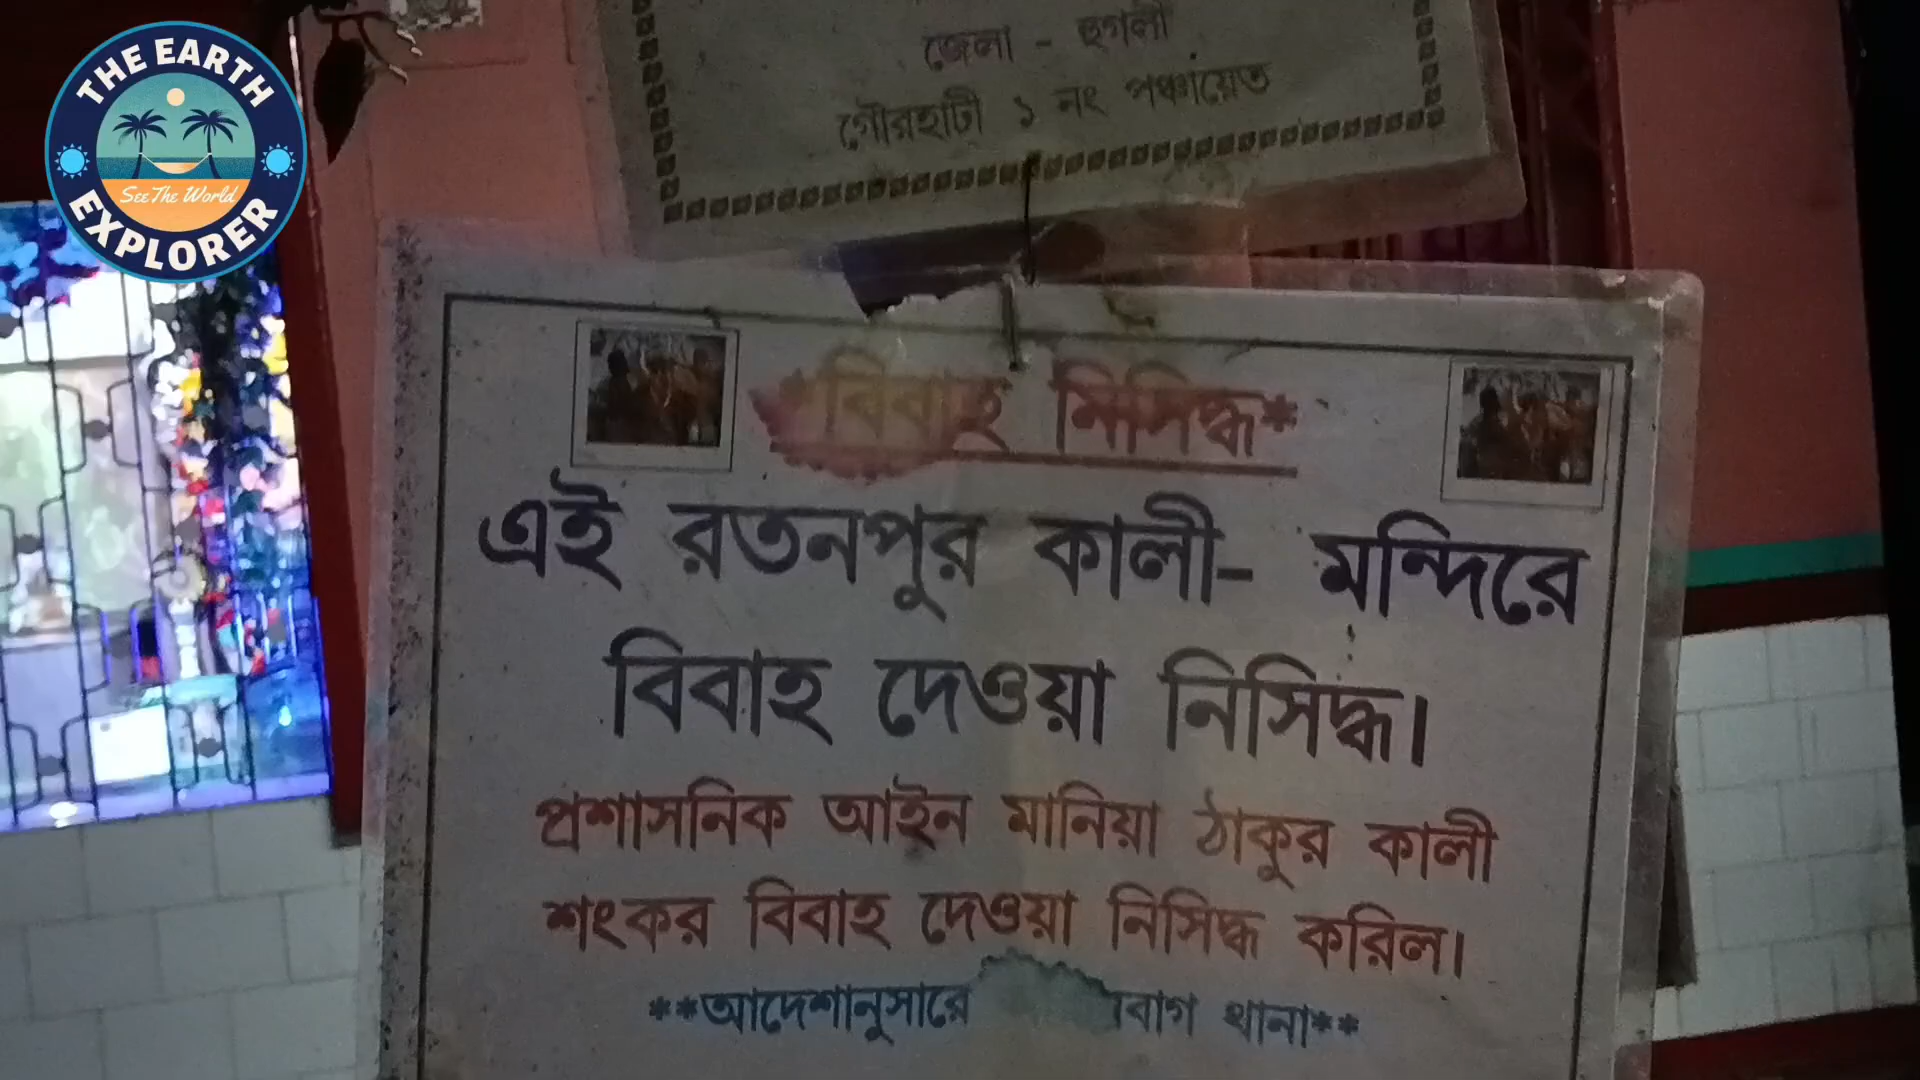 THE EARTH
See The World
EXPLORER
জেলা - হুগলী
গৌরহাটী ১ নং পঞ্চায়েত
*বিবাহ নিসিদ্ধ*
এই রতনপুর কালী- মন্দিরে
বিবাহ দেওয়া নিসিদ্ধ।
প্রশাসনিক আইন মানিয়া ঠাকুর কালী
শংকর বিবাহ দেওয়া নিসিদ্ধ করিল।
**আদেশানুসারে থানা**